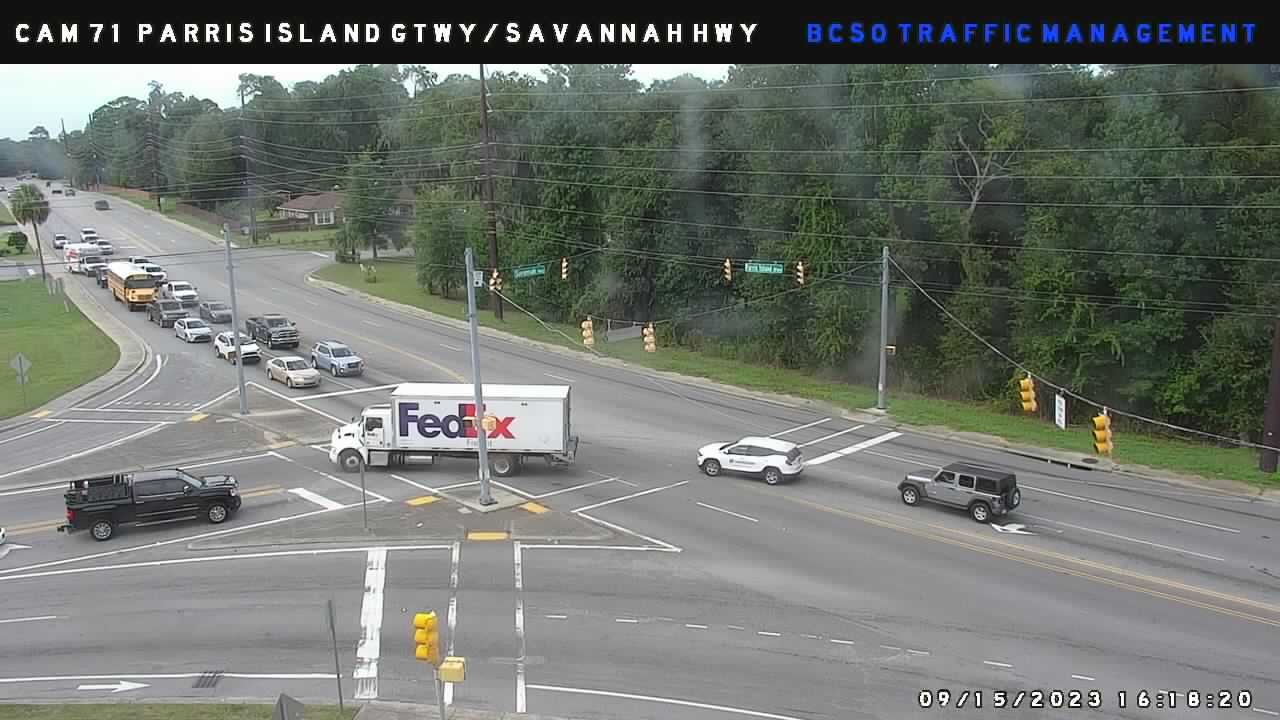 CAM 71 PARRIS ISLAND GTWY/SAVANNAH HWY
BCSO TRAFFIC MANAGEMENT
FedEx
09/15/2023 16:18:20